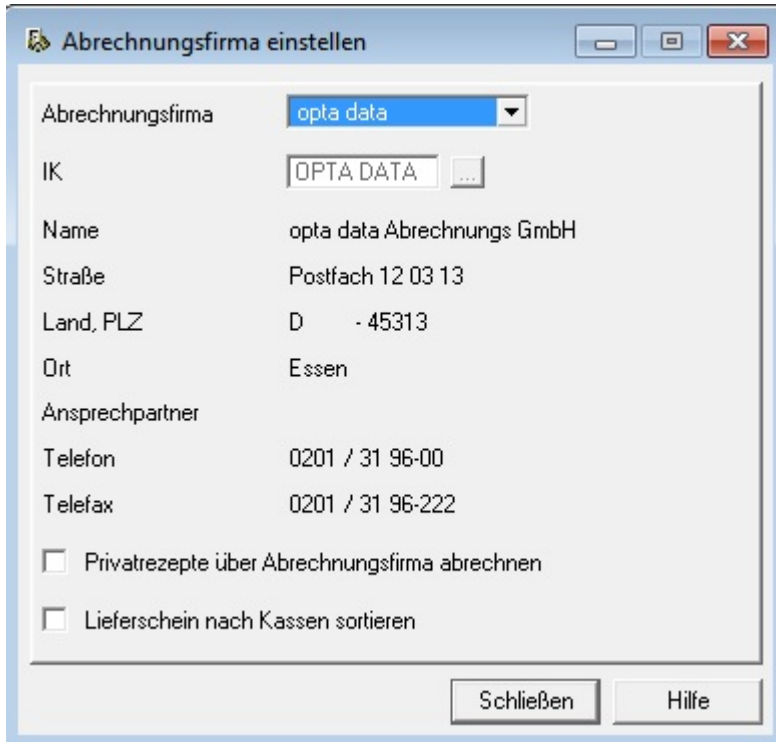 Abrechnungsfirma einstellen
Abrechnungsfirma opta data
IK OPTA DATA ...
Name opta data Abrechnungs GmbH
Straße Postfach 12 03 13
Land, PLZ D - 45313
Ort Essen
Ansprechpartner
Telefon 0201 / 31 96-00
Telefax 0201 / 31 96-222
Privatrezepte über Abrechnungsfirma abrechnen
Lieferschein nach Kassen sortieren
Schließen Hilfe